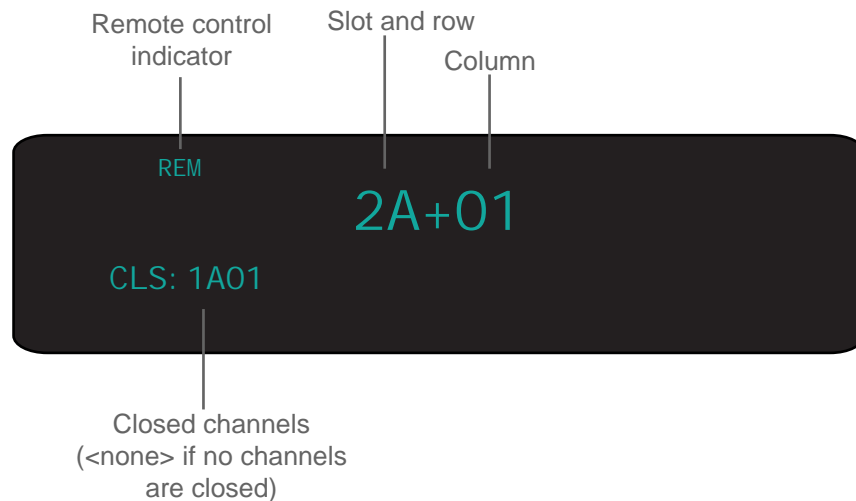 Remote control
indicator
Slot and row
Column
REM
2A+01
CLS: 1A01
Closed channels
(<none> if no channels
are closed)